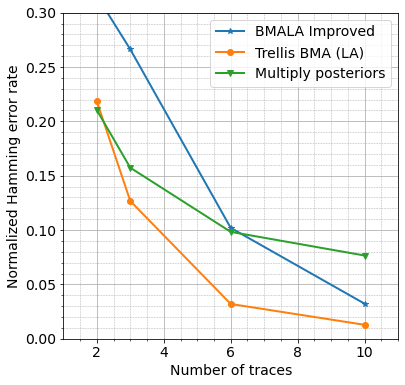 0.30
0.25
0.20
0.15
0.10
0.05
0.00
Normalized Hamming error rate
BMALA Improved
Trellis BMA (LA)
Multiply posteriors
2 4 6 8 10
Number of traces